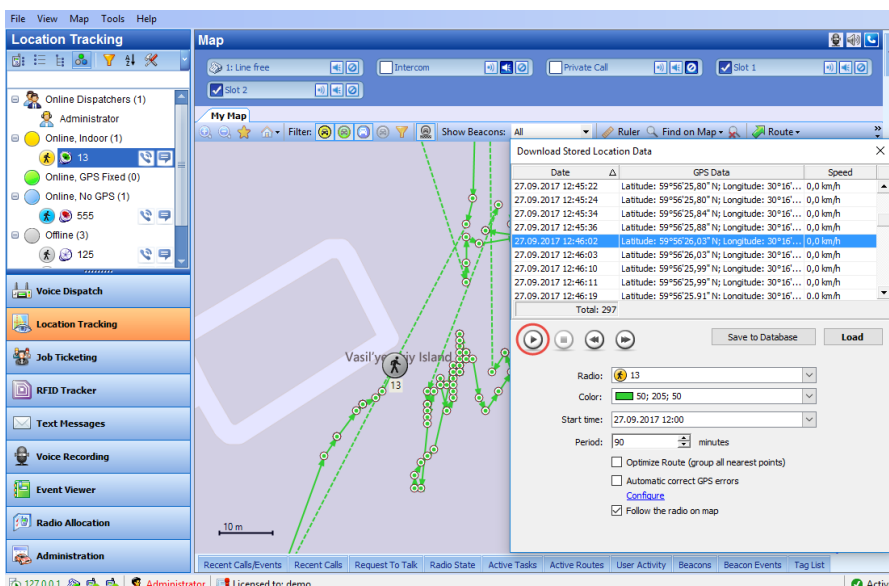 File View Map Tools Help
Location Tracking
Map
1: Line free
Intercom
Private Call
Slot 1
Slot 2
My Map
Filter:
Show Beacons: All
Ruler
Find on Map
Route
»
Online Dispatchers (1)
Administrator
Online, Indoor (1)
13
Online, GPS Fixed (0)
Online, No GPS (1)
555
Offline (3)
125
Voice Dispatch
Location Tracking
Job Ticketing
RFID Tracker
Text Messages
Voice Recording
Event Viewer
Radio Allocation
Administration
13
10 m
Download Stored Location Data
Date GPS Data Speed
27.09.2017 12:45:22 Latitude: 59°56'25,80" N; Longitude: 30°16'... 0,0 km/h
27.09.2017 12:45:24 Latitude: 59°56'25,80" N; Longitude: 30°16'... 0,0 km/h
27.09.2017 12:45:34 Latitude: 59°56'25,84" N; Longitude: 30°16'... 0,0 km/h
27.09.2017 12:45:36 Latitude: 59°56'25,88" N; Longitude: 30°16'... 0,0 km/h
27.09.2017 12:46:02 Latitude: 59°56'26,03" N; Longitude: 30°16'... 0,0 km/h
27.09.2017 12:46:03 Latitude: 59°56'26,03" N; Longitude: 30°16'... 0,0 km/h
27.09.2017 12:46:10 Latitude: 59°56'25,99" N; Longitude: 30°16'... 0,0 km/h
27.09.2017 12:46:11 Latitude: 59°56'25,99" N; Longitude: 30°16'... 0,0 km/h
27.09.2017 12:46:19 Latitude: 59°56'25,91" N; Longitude: 30°16'... 0,0 km/h
Total: 297
Save to Database
Load
Radio: 13
Color: 50; 205; 50
Start time: 27.09.2017 12:00
Period: 90 minutes
Optimize Route (group all nearest points)
Automatic correct GPS errors
Configure
Follow the radio on map
Recent Calls/Events Recent Calls Request To Talk Radio State Active Tasks Active Routes User Activity Beacons Beacon Events Tag List
127.0.0.1 Administrator Licensed to: demo
Activ